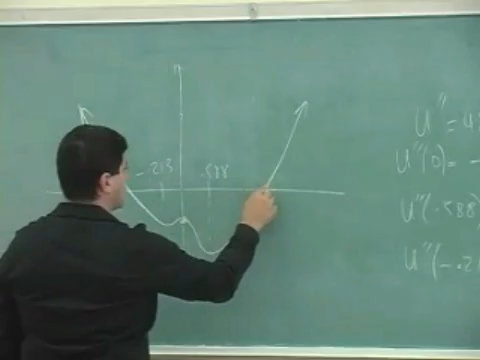 -.213 .588
u'' = 4
u''(0) = -
u''(.588)
u''(-.21